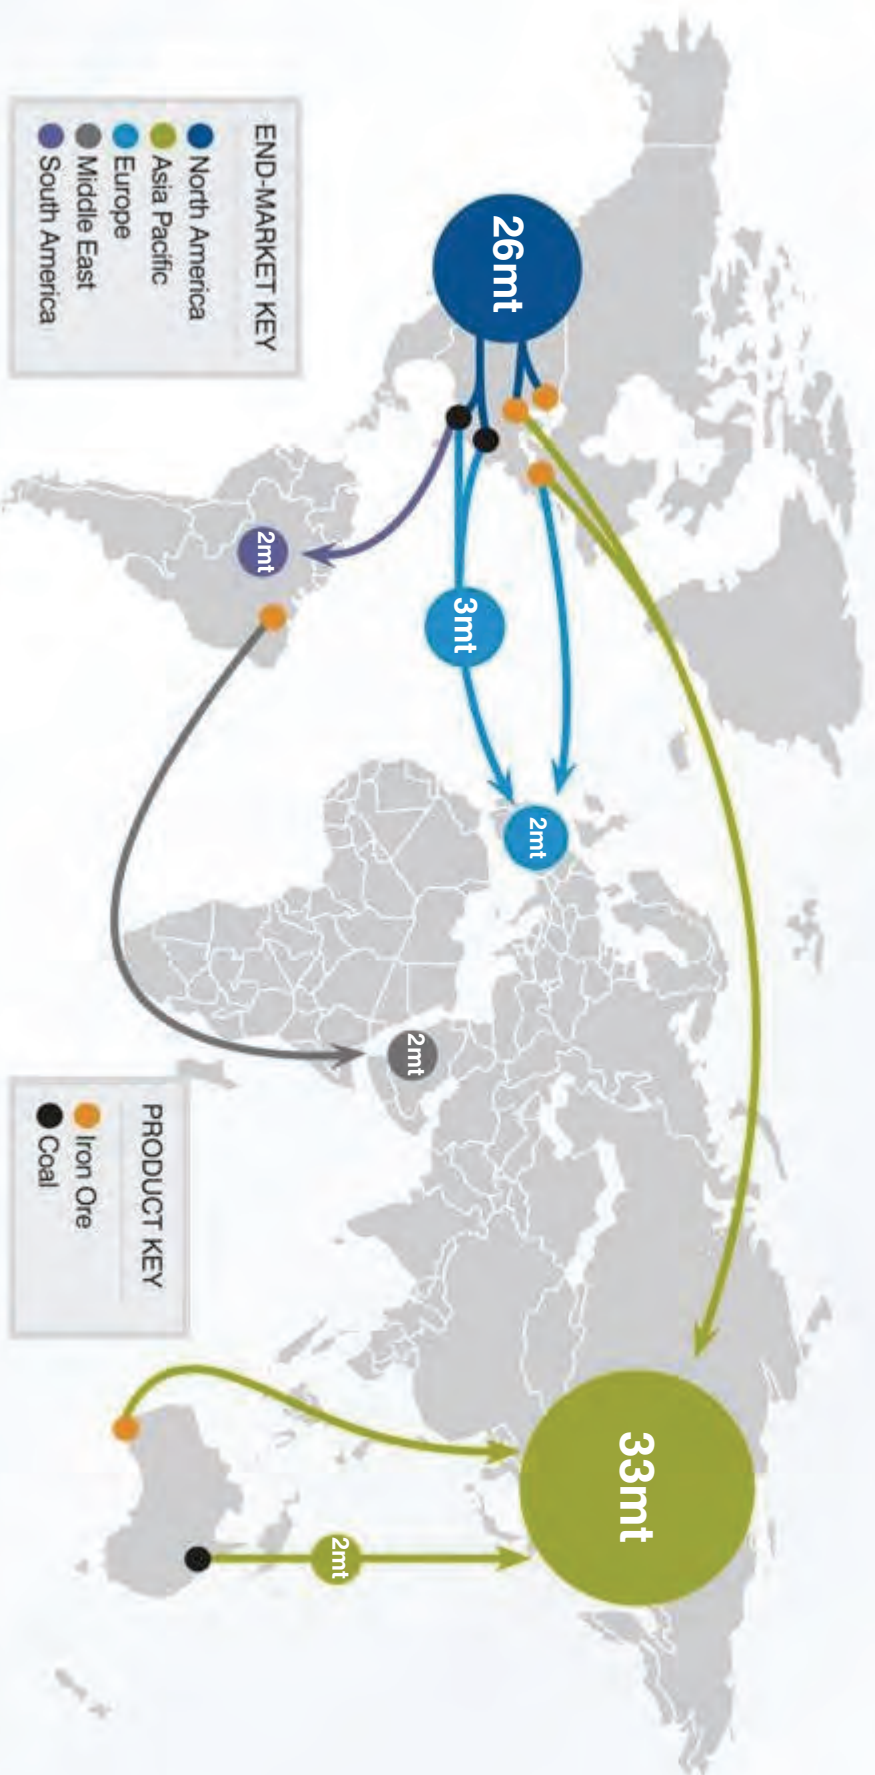 26mt
3mt
2mt
2mt
2mt
33mt
2mt
END-MARKET KEY
North America
Asia Pacific
Europe
Middle East
South America
PRODUCT KEY
Iron Ore
Coal